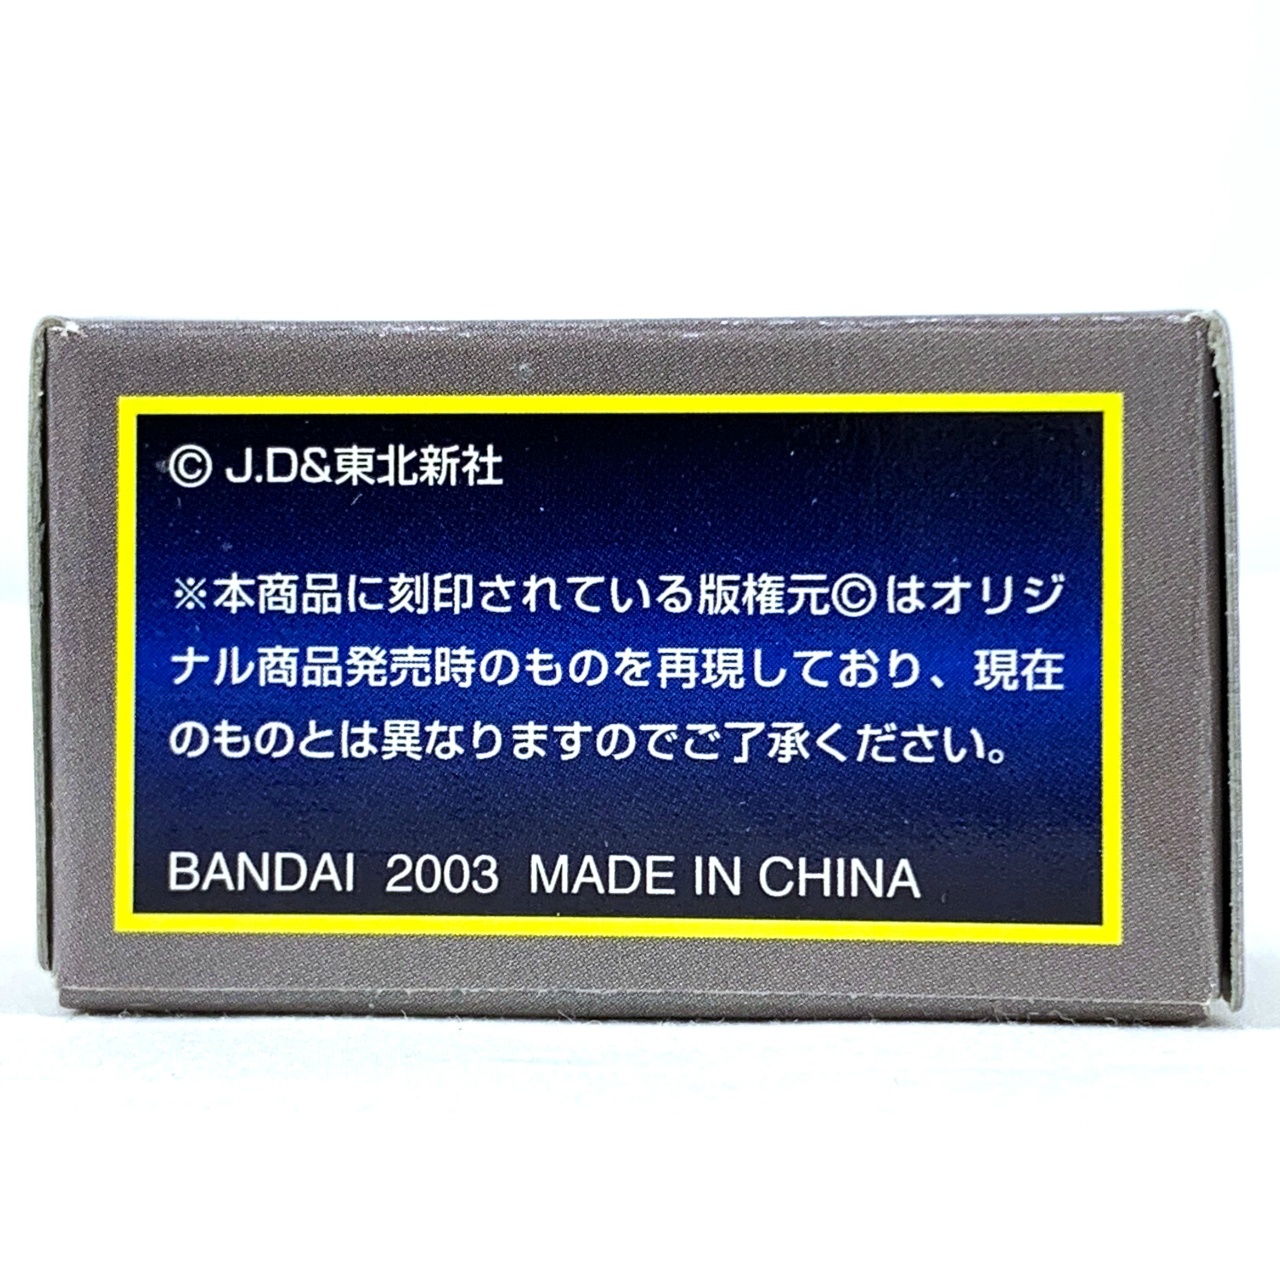 © J.D&東北新社
※本商品に刻印されている版権元©はオリジ
ナル商品発売時のものを再現しており、現在
のものとは異なりますのでご了承ください。
BANDAI 2003 MADE IN CHINA